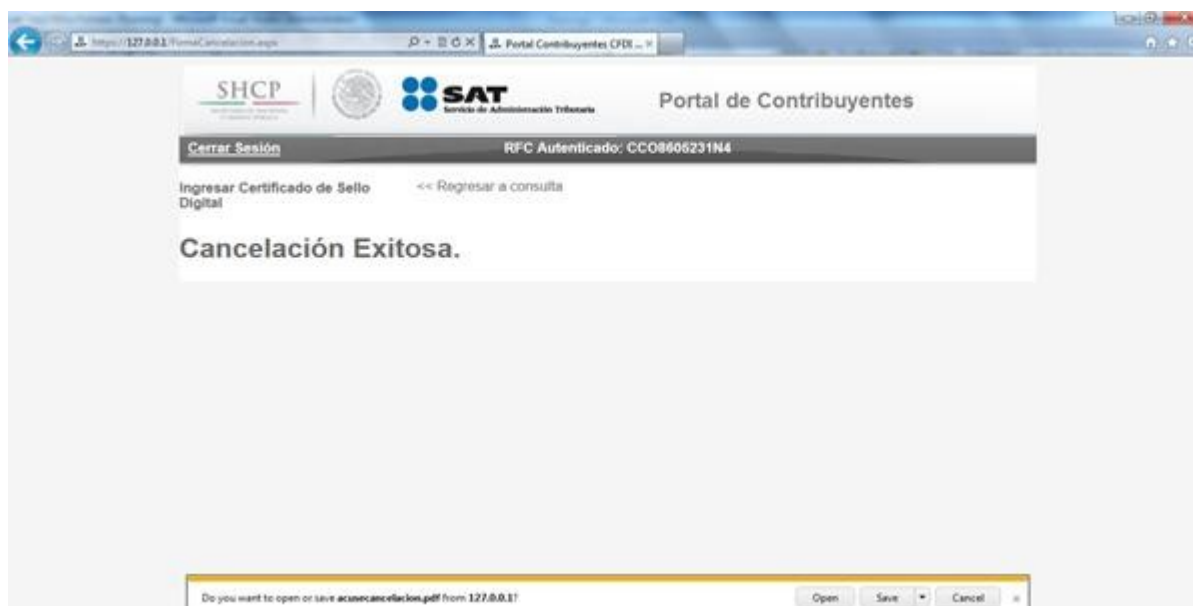 https://127.0.0.1/FormaCancelacion.aspx
Portal Contribuyentes CFDI ...
SHCP
SAT
Servicio de Administración Tributaria
Portal de Contribuyentes
Cerrar Sesión
RFC Autenticado: CCO8605231N4
Ingresar Certificado de Sello
Digital
<< Regresar a consulta
Cancelación Exitosa.
Do you want to open or save acusecancelacion.pdf from 127.0.0.1?
Open
Save
Cancel